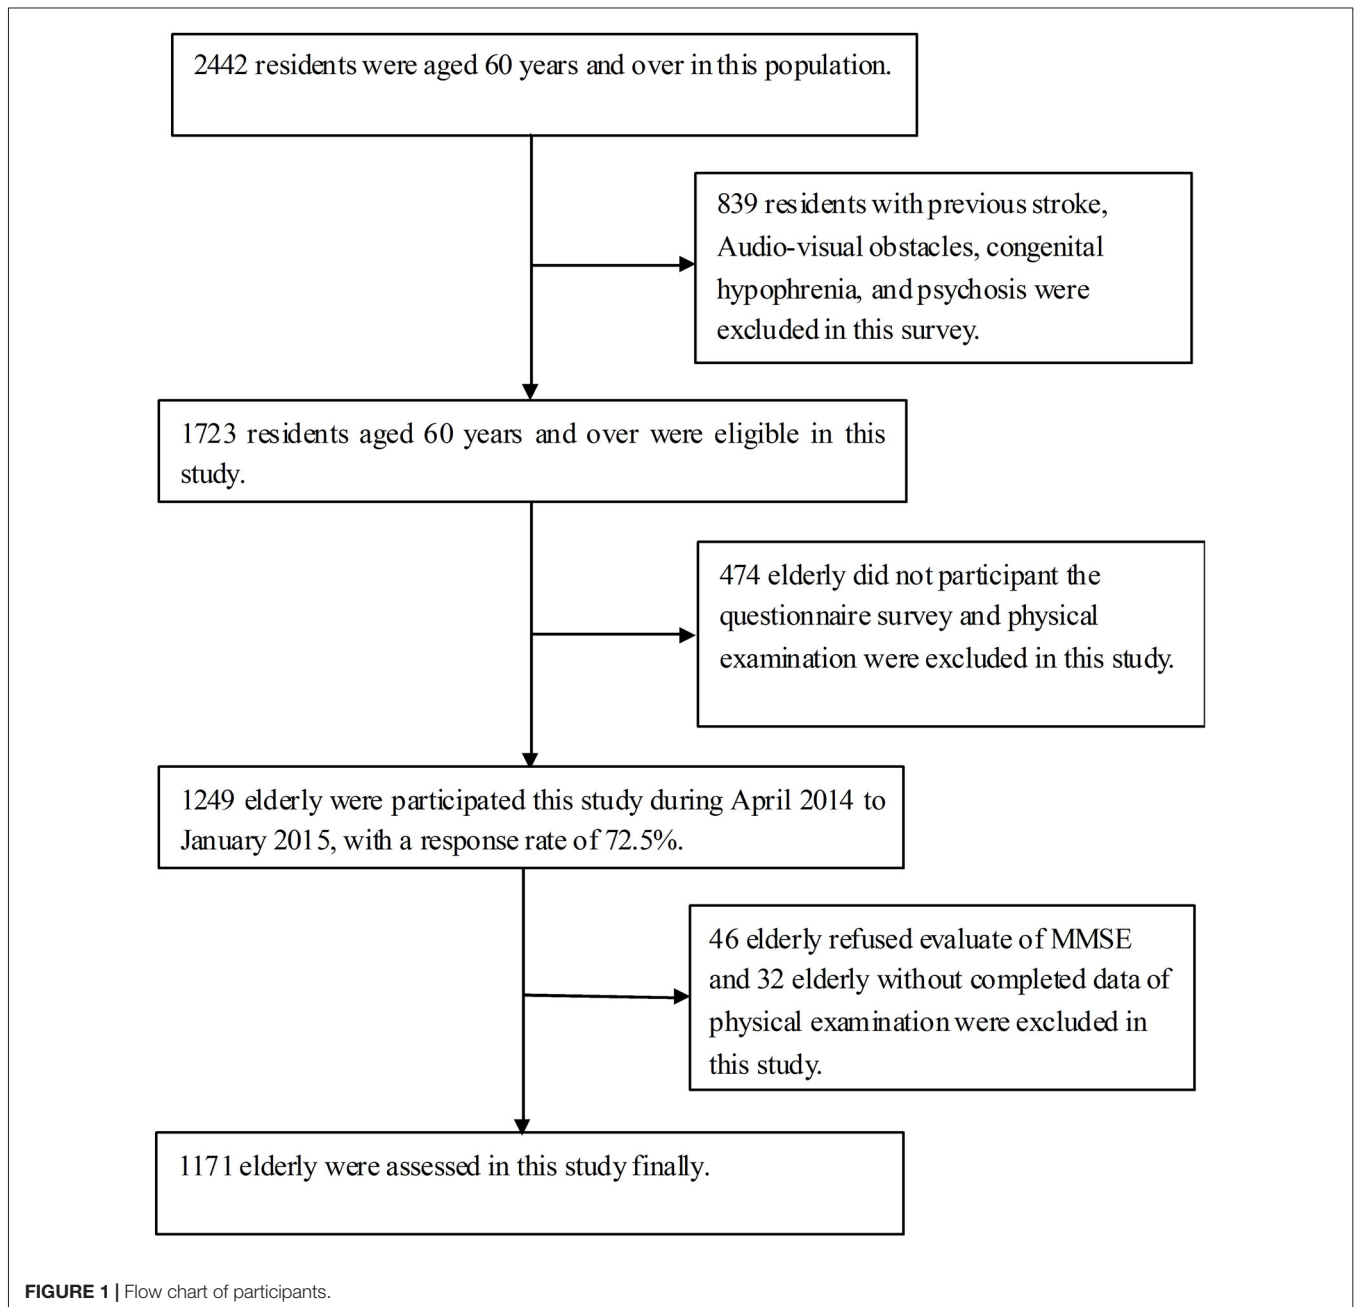 2442 residents were aged 60 years and over in this population.
839 residents with previous stroke,
Audio-visual obstacles, congenital
hypophrenia, and psychosis were
excluded in this survey.
1723 residents aged 60 years and over were eligible in this
study.
474 elderly did not participant the
questionnaire survey and physical
examination were excluded in this study.
1249 elderly were participated this study during April 2014 to
January 2015, with a response rate of 72.5%.
46 elderly refused evaluate of MMSE
and 32 elderly without completed data of
physical examination were excluded in
this study.
1171 elderly were assessed in this study finally.
FIGURE 1 | Flow chart of participants.